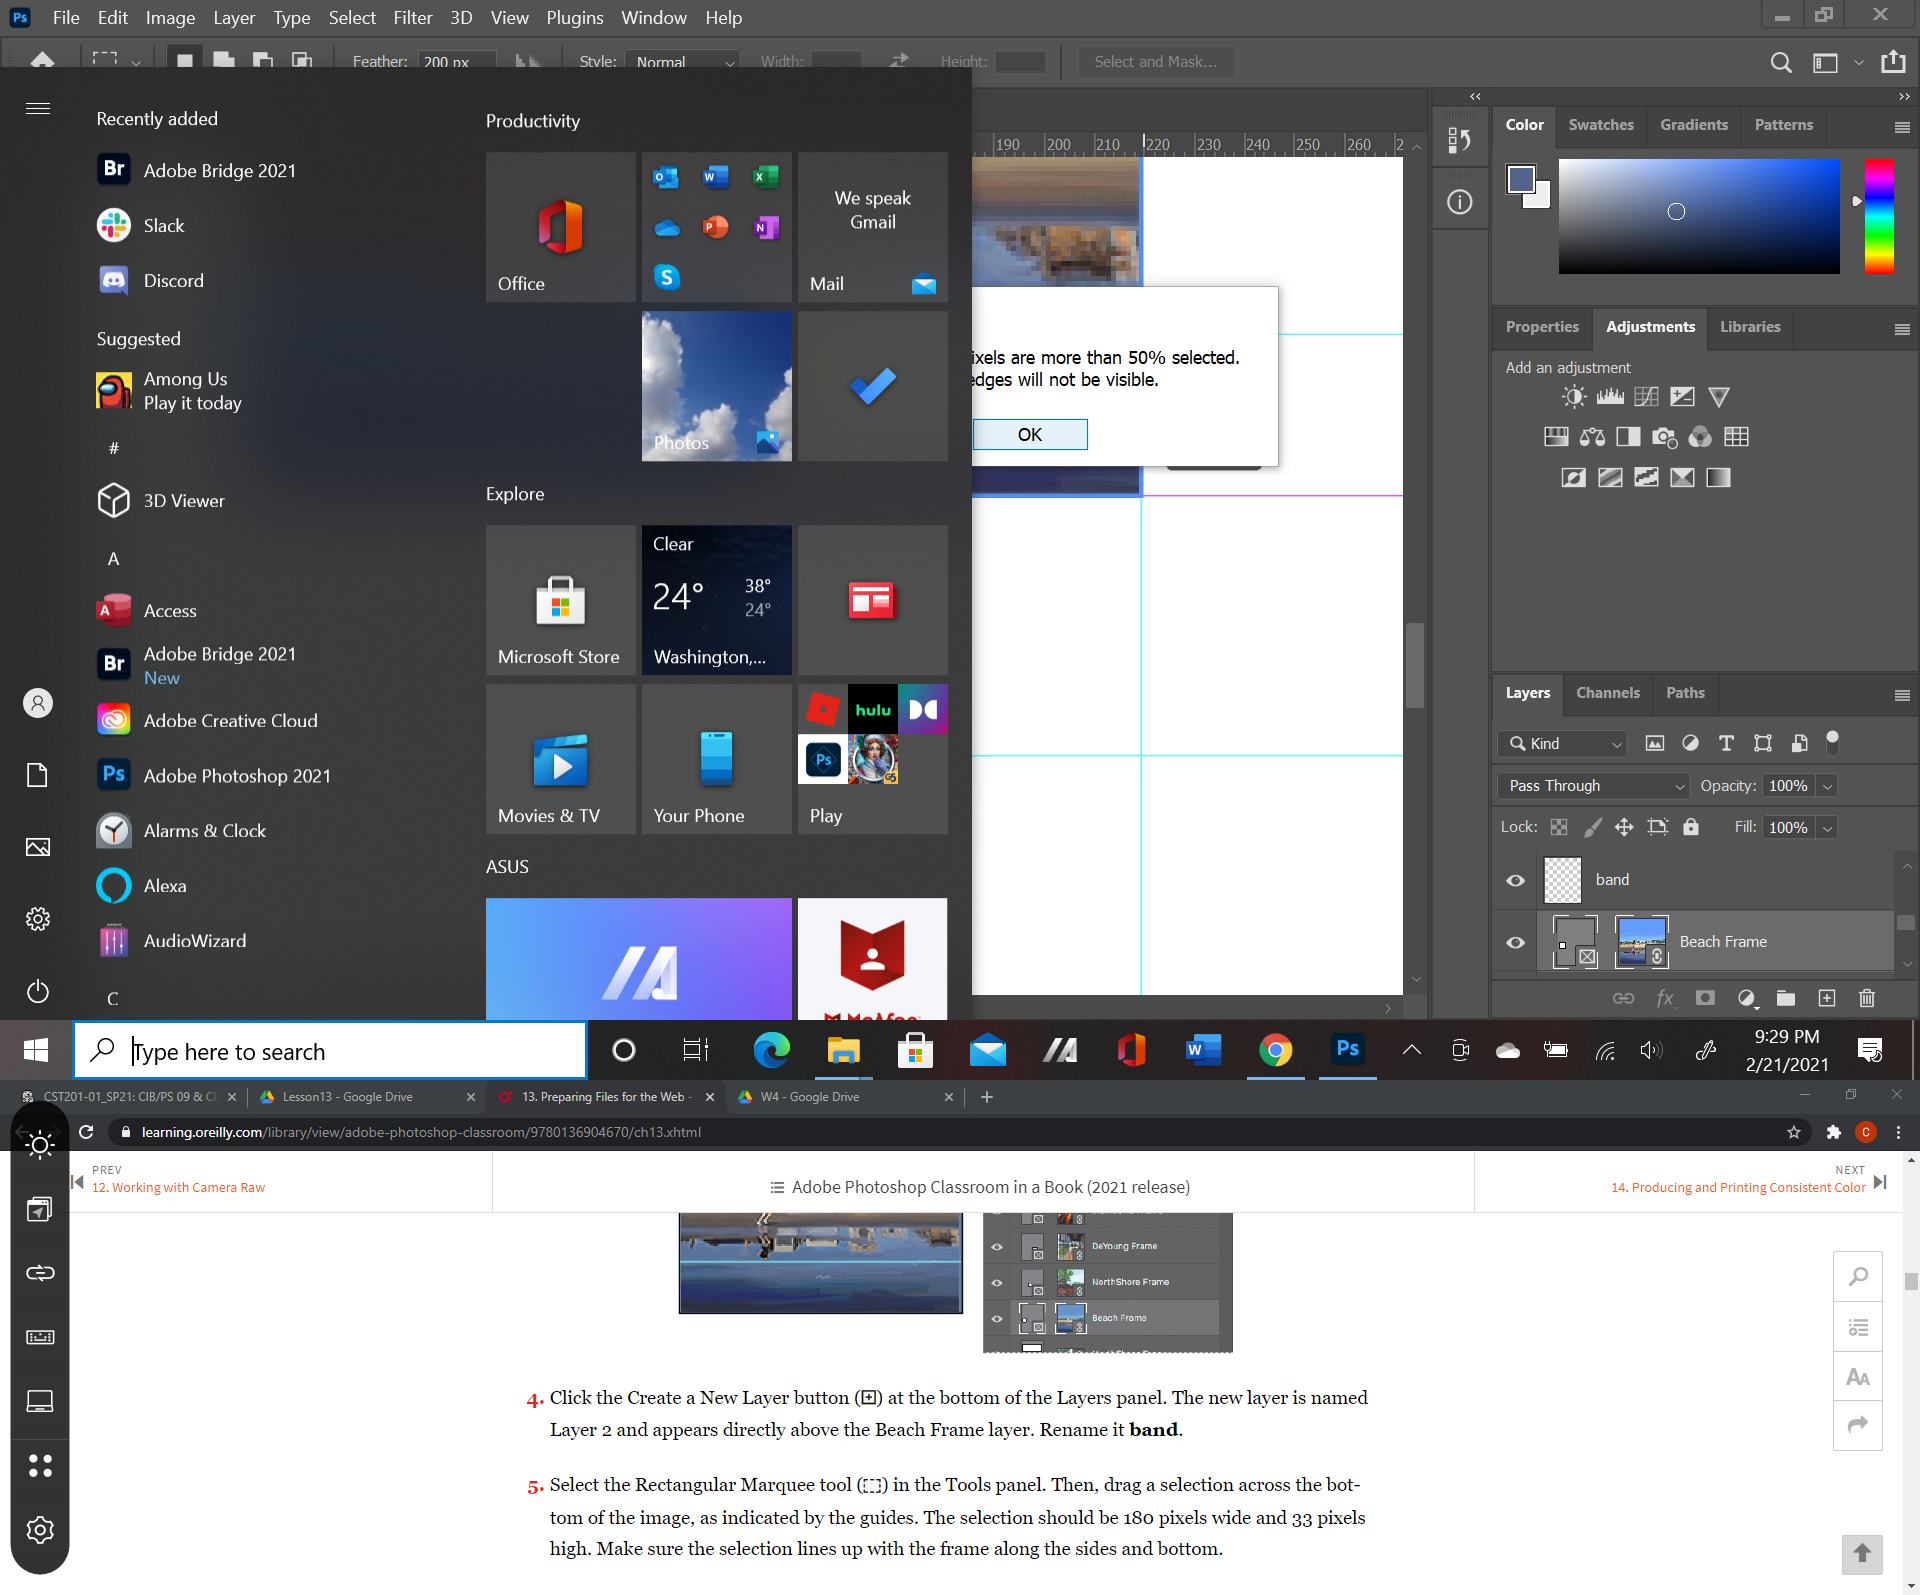 Ps File Edit Image Layer Type Select Filter 3D View Plugins Window Help
Feather: 200 px Style: Normal Width: Height: Select and Mask...
Recently added
Br Adobe Bridge 2021
Slack
Discord
Suggested
Among Us
Play it today
#
3D Viewer
A
A Access
Br Adobe Bridge 2021
New
Adobe Creative Cloud
Ps Adobe Photoshop 2021
Alarms & Clock
Alexa
AudioWizard
C
Productivity
Office
O W X
P N
S
We speak
Gmail
Mail
Photos
Explore
Microsoft Store
Clear
24° 38°
24°
Washington,...
Movies & TV
Your Phone
hulu
Ps
Play
ASUS
McAfee
190 200 210 220 230 240 250 260 2
ixels are more than 50% selected.
edges will not be visible.
OK
Color Swatches Gradients Patterns
Properties Adjustments Libraries
Add an adjustment
Layers Channels Paths
Kind
Pass Through Opacity: 100%
Lock: Fill: 100%
band
Beach Frame
fx
Type here to search
W Ps
9:29 PM
2/21/2021
CST201-01_SP21: CIB/PS 09 & CI
Lesson13 - Google Drive
13. Preparing Files for the Web -
W4 - Google Drive
learning.oreilly.com/library/view/adobe-photoshop-classroom/9780136904670/ch13.xhtml
C
PREV
12. Working with Camera Raw
Adobe Photoshop Classroom in a Book (2021 release)
NEXT
14. Producing and Printing Consistent Color
DeYoung Frame
NorthShore Frame
Beach Frame
AA
4. Click the Create a New Layer button ( ) at the bottom of the Layers panel. The new layer is named
Layer 2 and appears directly above the Beach Frame layer. Rename it band.
5. Select the Rectangular Marquee tool ( ) in the Tools panel. Then, drag a selection across the bot-
tom of the image, as indicated by the guides. The selection should be 180 pixels wide and 33 pixels
high. Make sure the selection lines up with the frame along the sides and bottom.